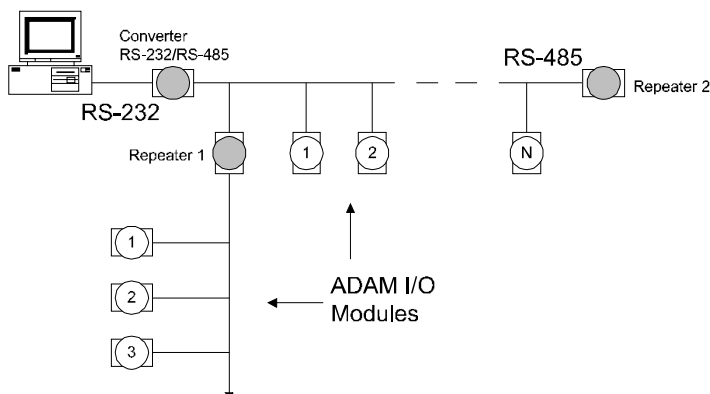 Converter
RS-232/RS-485
RS-485
Repeater 2
RS-232
Repeater 1
1
2
N
1
2
3
ADAM I/O
Modules